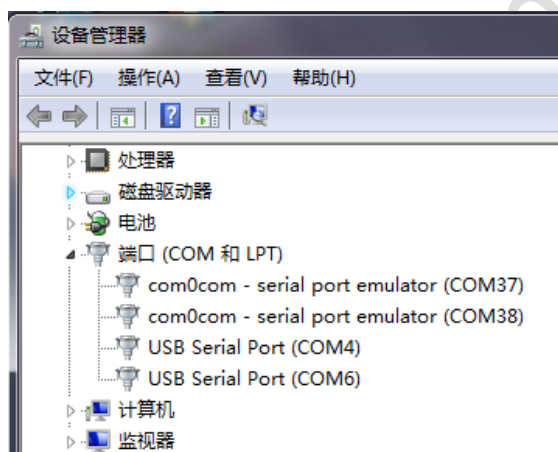 设备管理器
文件(F) 操作(A) 查看(V) 帮助(H)
处理器
磁盘驱动器
电池
端口 (COM 和 LPT)
com0com - serial port emulator (COM37)
com0com - serial port emulator (COM38)
USB Serial Port (COM4)
USB Serial Port (COM6)
计算机
监视器